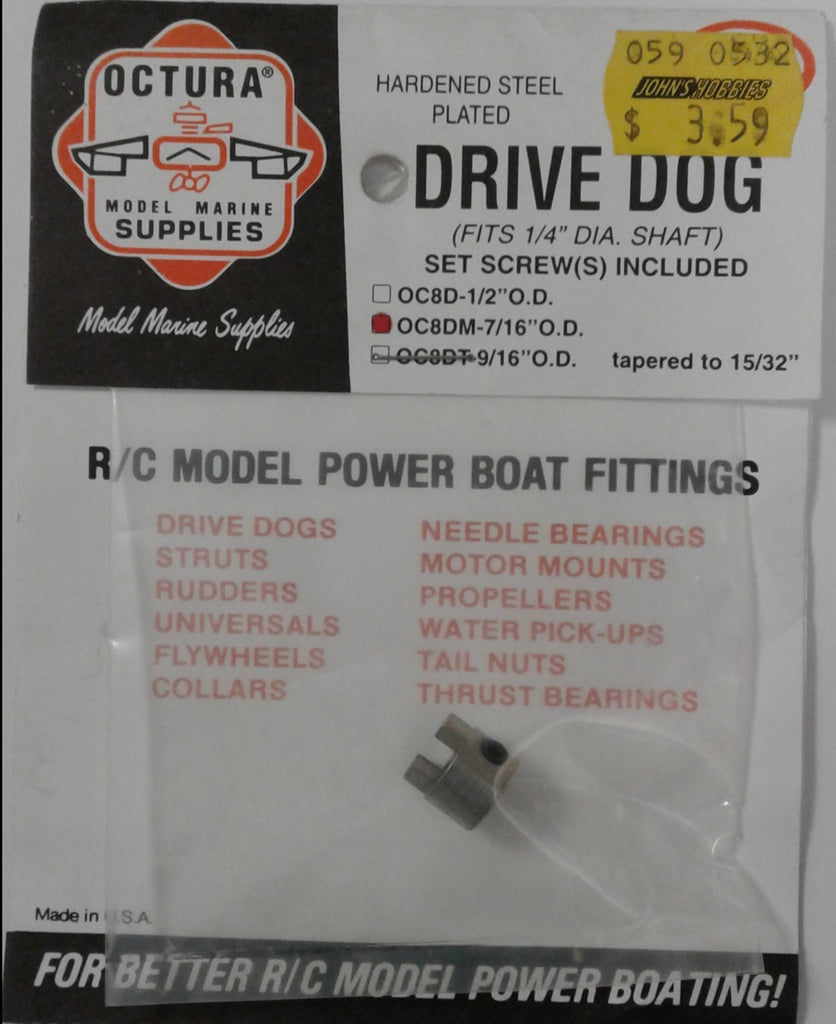 OCTURA®
MODEL MARINE
SUPPLIES
Model Marine Supplies
HARDENED STEEL
PLATED
059 0532
JOHN'S HOBBIES
$ 3.59
DRIVE DOG
(FITS 1/4" DIA. SHAFT)
SET SCREW(S) INCLUDED
OC8D-1/2"O.D.
OC8DM-7/16"O.D.
OC8DT-9/16"O.D. tapered to 15/32"
R/C MODEL POWER BOAT FITTINGS
DRIVE DOGS
STRUTS
RUDDERS
UNIVERSALS
FLYWHEELS
COLLARS
NEEDLE BEARINGS
MOTOR MOUNTS
PROPELLERS
WATER PICK-UPS
TAIL NUTS
THRUST BEARINGS
Made in U.S.A.
FOR BETTER R/C MODEL POWER BOATING!